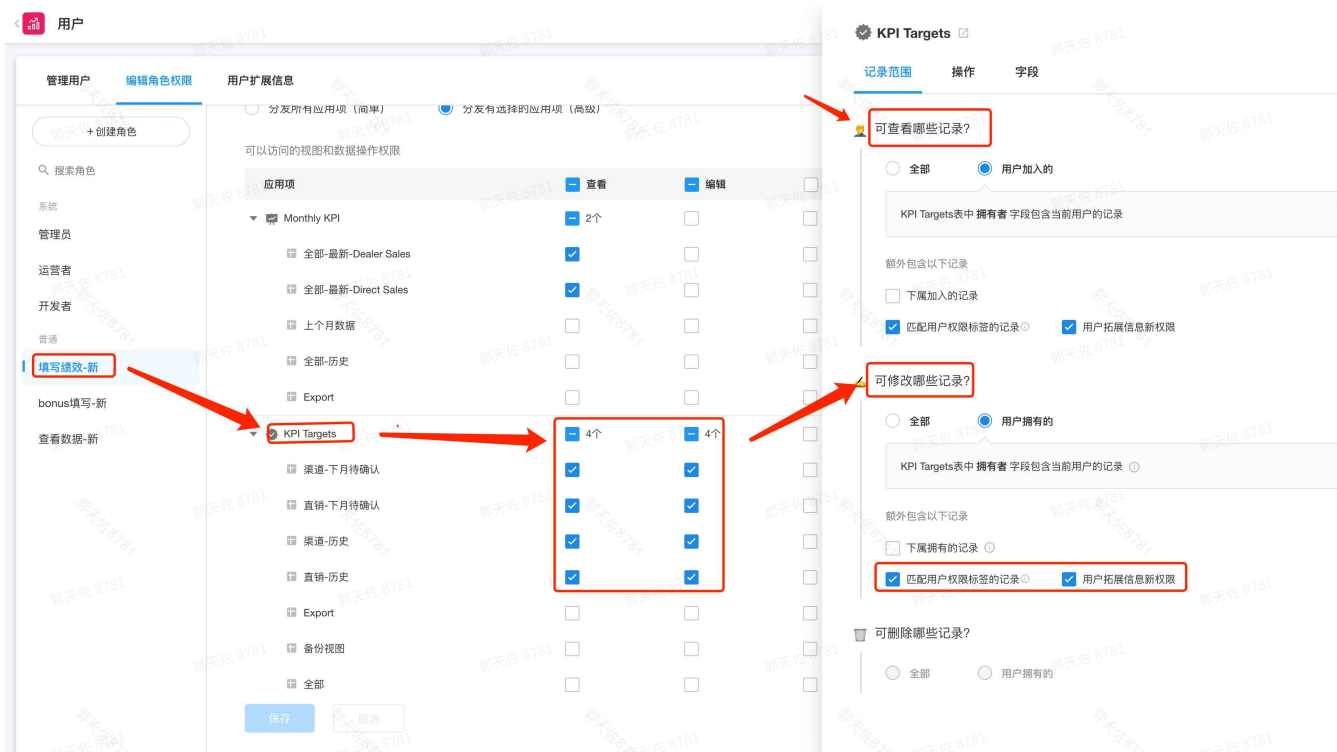 用户
管理用户
编辑角色权限
用户扩展信息
+创建角色
搜索角色
系统
管理员
运营者
开发者
普通
填写绩效-新
bonus填写-新
查看数据-新
分发所有应用项（简单）
分发有选择的应用项（高级）
可以访问的视图和数据操作权限
应用项 查看 编辑
Monthly KPI 2个
全部-最新-Dealer Sales
全部-最新-Direct Sales
上个月数据
全部-历史
Export
KPI Targets 4个 4个
渠道-下月待确认
直销-下月待确认
渠道-历史
直销-历史
Export
备份视图
全部
保存 取消
KPI Targets
记录范围 操作 字段
可查看哪些记录?
全部 用户加入的
KPI Targets表中 拥有者 字段包含当前用户的记录
额外包含以下记录
下属加入的记录
匹配用户权限标签的记录 用户拓展信息新权限
可修改哪些记录?
全部 用户拥有的
KPI Targets表中 拥有者 字段包含当前用户的记录
额外包含以下记录
下属拥有的记录
匹配用户权限标签的记录 用户拓展信息新权限
可删除哪些记录?
全部 用户拥有的
郭天佐 8781